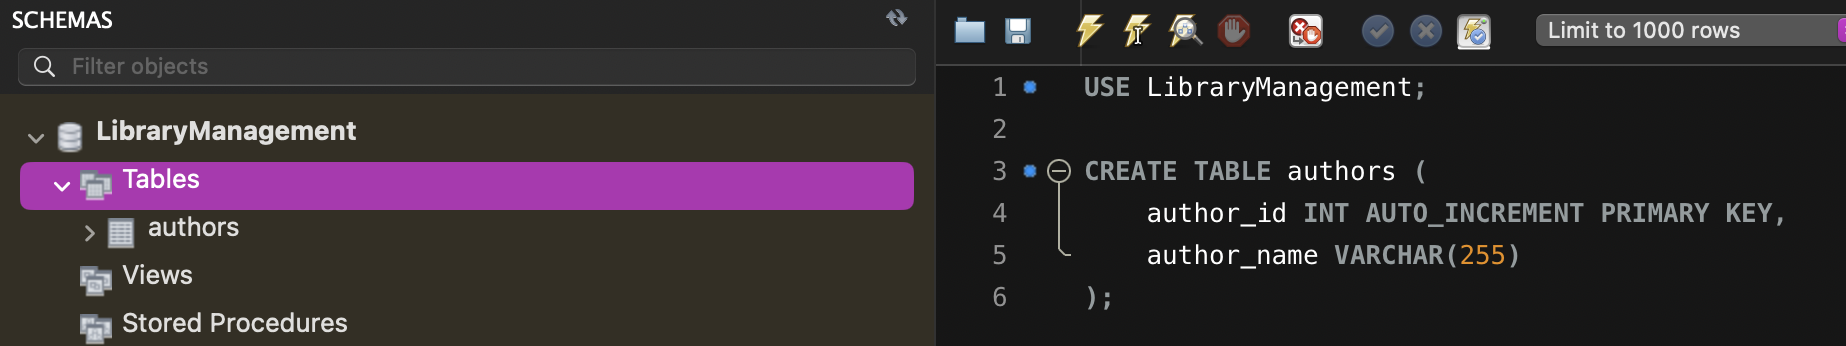 SCHEMAS
Filter objects
LibraryManagement
Tables
authors
Views
Stored Procedures
Limit to 1000 rows
1 USE LibraryManagement;
2
3 CREATE TABLE authors (
4 author_id INT AUTO_INCREMENT PRIMARY KEY,
5 author_name VARCHAR(255)
6 );